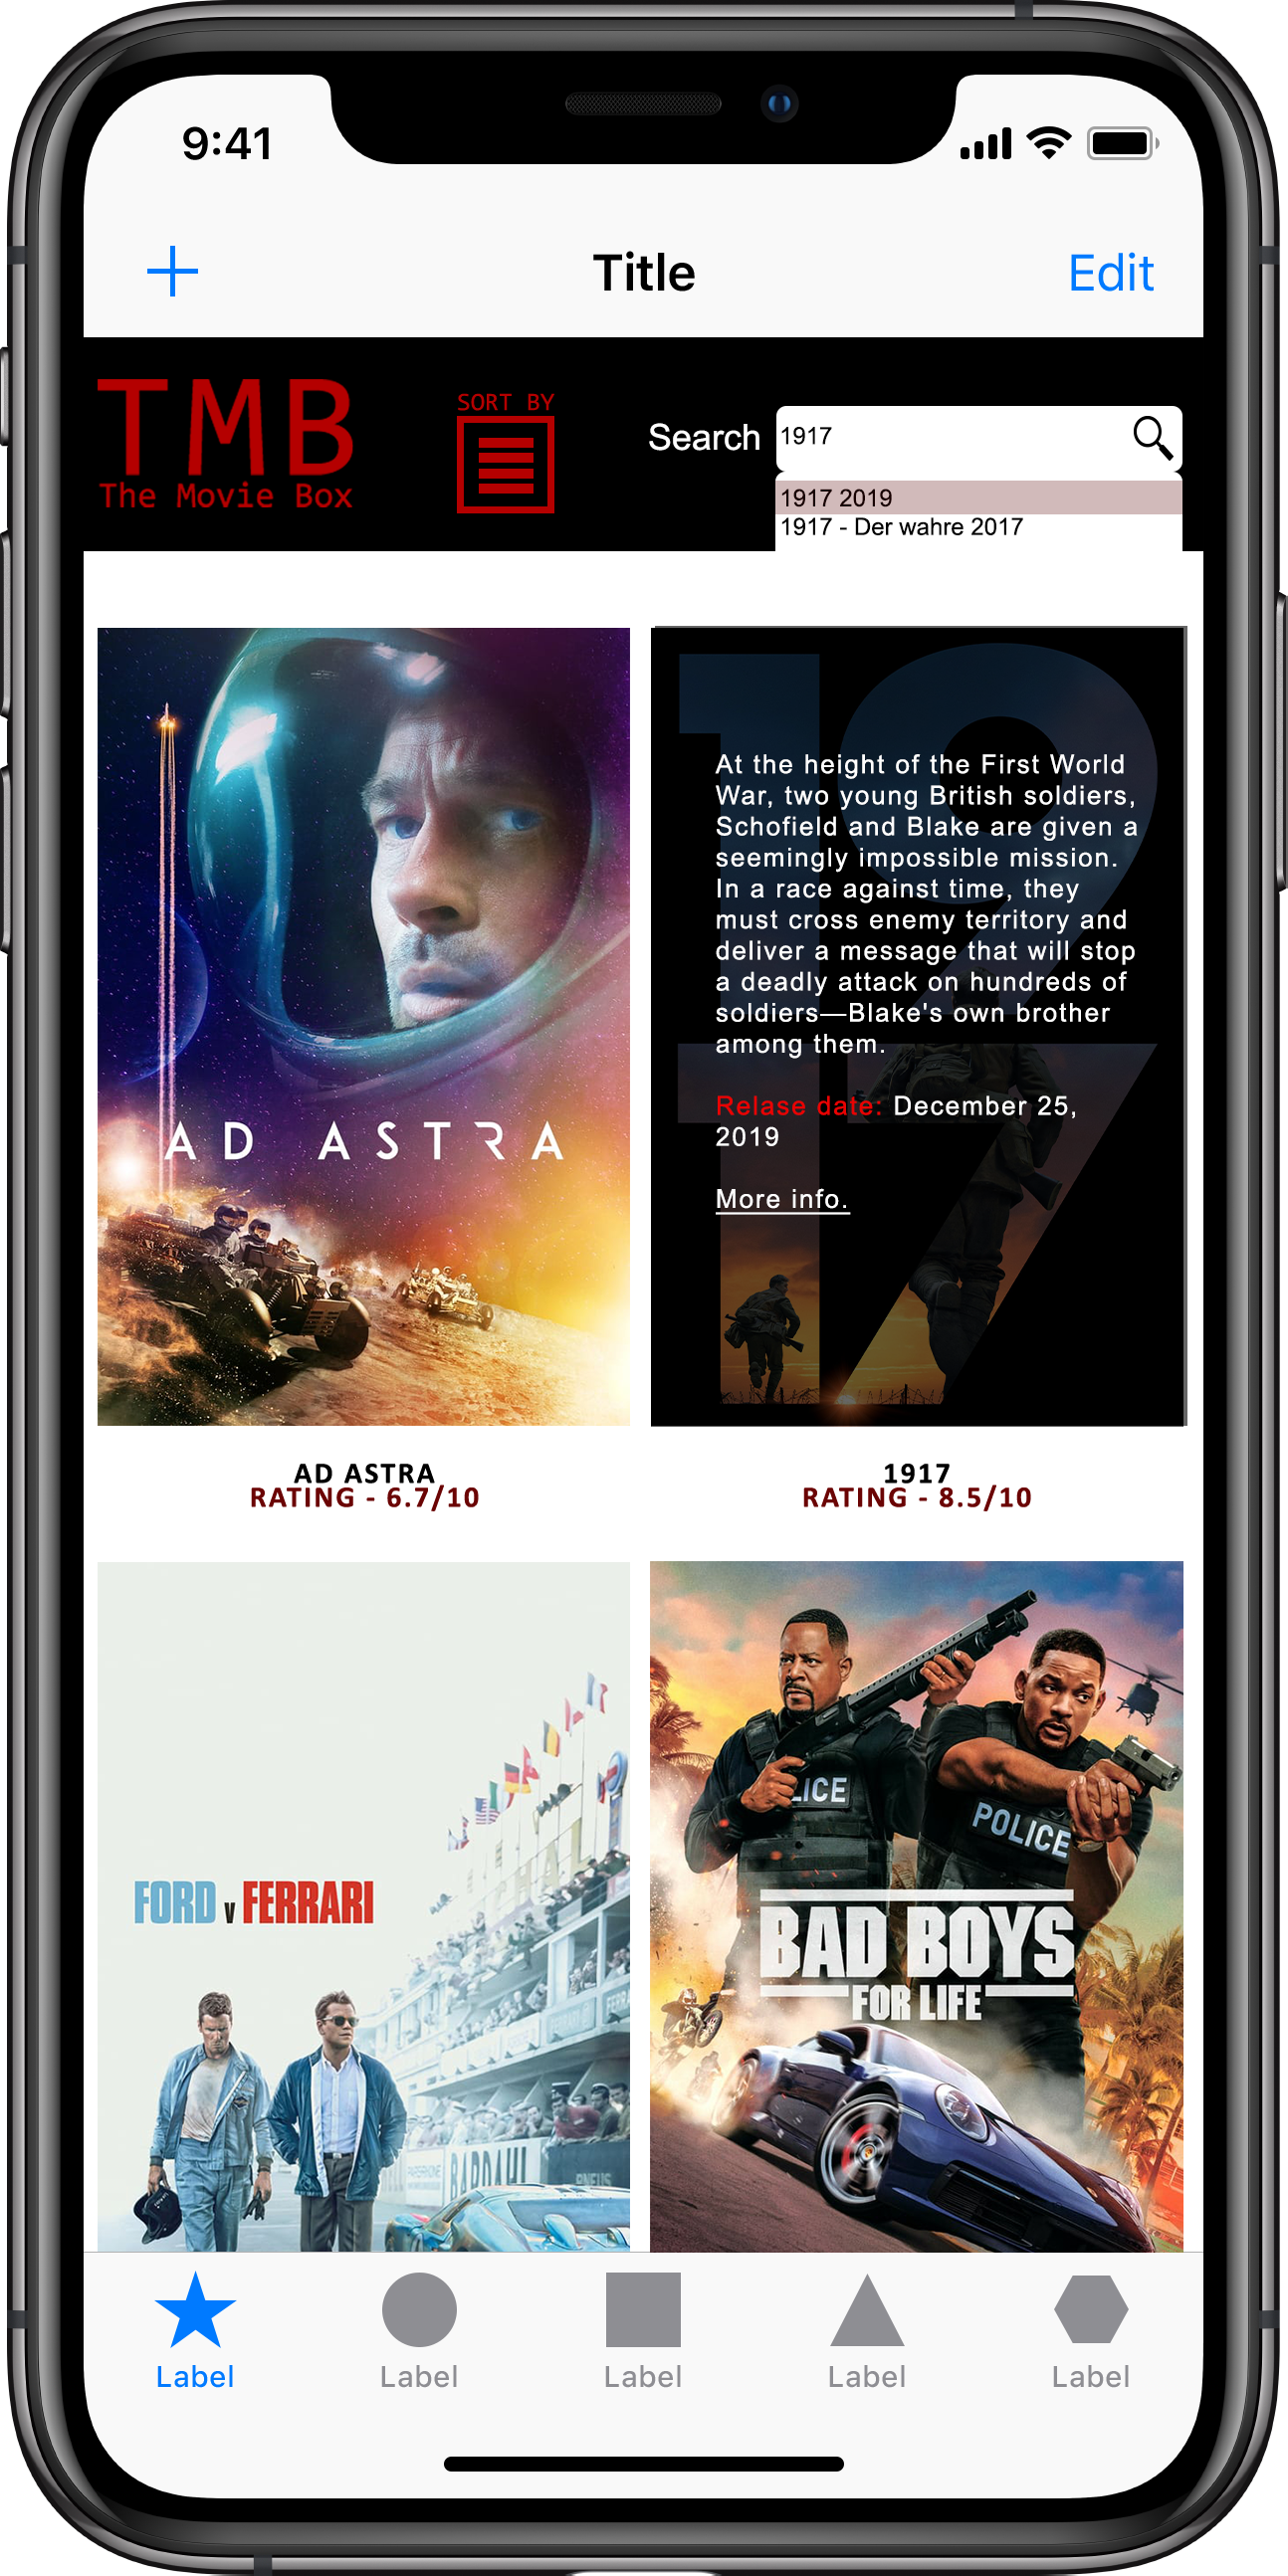 9:41
Title
Edit
TMB
The Movie Box
SORT BY
Search
1917
1917 2019
1917 - Der wahre 2017
AD ASTRA
19
17
At the height of the First World
War, two young British soldiers,
Schofield and Blake are given a
seemingly impossible mission.
In a race against time, they
must cross enemy territory and
deliver a message that will stop
a deadly attack on hundreds of
soldiers—Blake's own brother
among them.
Relase date: December 25,
2019
More info.
AD ASTRA
RATING - 6.7/10
1917
RATING - 8.5/10
FORD v FERRARI
BARDAHL
LICE
POLICE
BAD BOYS
FOR LIFE
Label
Label
Label
Label
Label